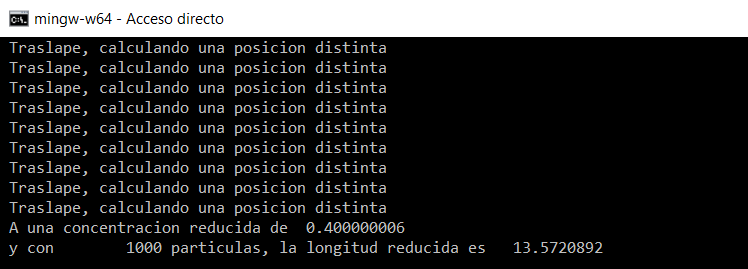 mingw-w64 - Acceso directo
Traslape, calculando una posicion distinta
Traslape, calculando una posicion distinta
Traslape, calculando una posicion distinta
Traslape, calculando una posicion distinta
Traslape, calculando una posicion distinta
Traslape, calculando una posicion distinta
Traslape, calculando una posicion distinta
Traslape, calculando una posicion distinta
Traslape, calculando una posicion distinta
A una concentracion reducida de  0.400000006
y con        1000 particulas, la longitud reducida es   13.5720892